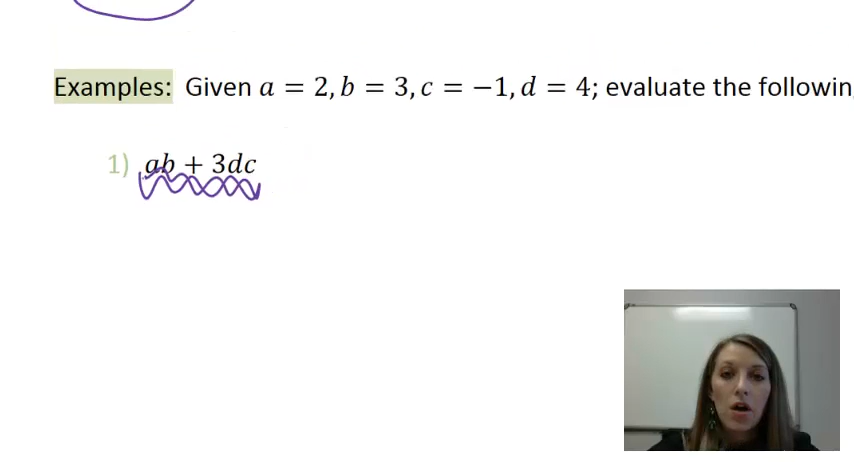 Examples: Given a = 2, b = 3, c = −1, d = 4; evaluate the followin
1) ab + 3dc